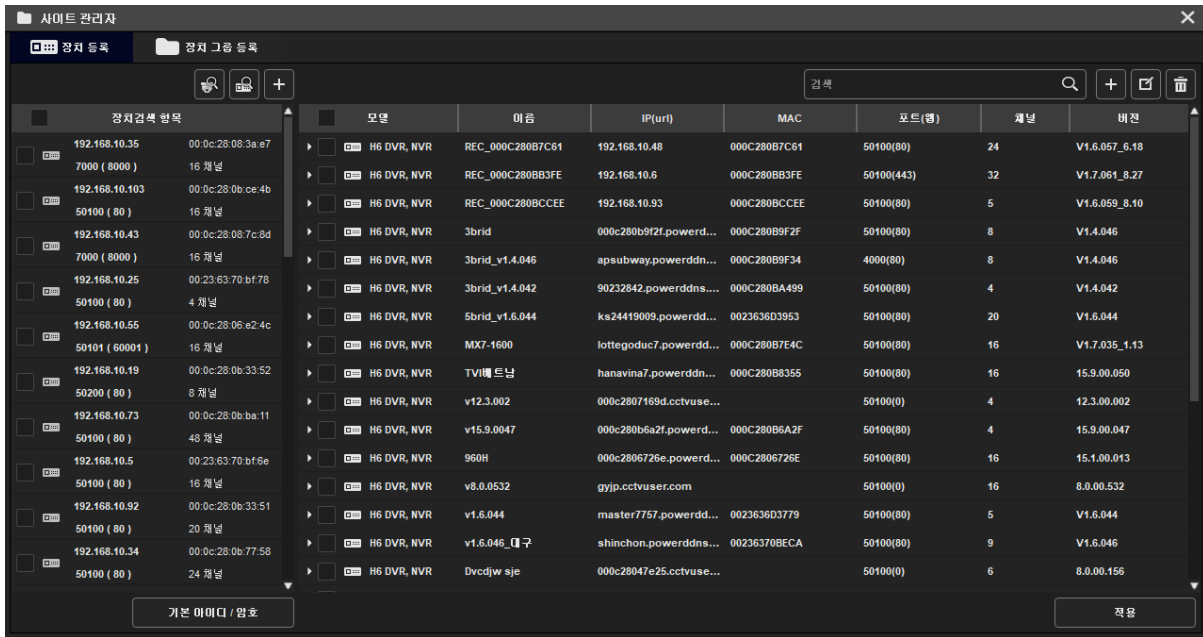 사이트 관리자
장치 등록 장치 그룹 등록
검색
장치검색 항목
192.168.10.35 00:0c:28:08:3a:e7
7000 ( 8000 ) 16 채널
192.168.10.103 00:0c:28:0b:ce:4b
50100 ( 80 ) 16 채널
192.168.10.43 00:0c:28:08:7c:8d
7000 ( 8000 ) 16 채널
192.168.10.25 00:23:63:70:bf:78
50100 ( 80 ) 4 채널
192.168.10.55 00:0c:28:06:e2:4c
50101 ( 60001 ) 16 채널
192.168.10.19 00:0c:28:0b:33:52
50200 ( 80 ) 8 채널
192.168.10.73 00:0c:28:0b:ba:11
50100 ( 80 ) 48 채널
192.168.10.5 00:23:63:70:bf:6e
50100 ( 80 ) 16 채널
192.168.10.92 00:0c:28:0b:33:51
50100 ( 80 ) 20 채널
192.168.10.34 00:0c:28:0b:77:58
50100 ( 80 ) 24 채널
기본 아이디 / 암호
모델 이름 IP(url) MAC 포트(웹) 채널 버전
H6 DVR, NVR REC_000C280B7C61 192.168.10.48 000C280B7C61 50100(80) 24 V1.6.057_6.18
H6 DVR, NVR REC_000C280BB3FE 192.168.10.6 000C280BB3FE 50100(443) 32 V1.7.061_8.27
H6 DVR, NVR REC_000C280BCCEE 192.168.10.93 000C280BCCEE 50100(80) 5 V1.6.059_8.10
H6 DVR, NVR 3brid 000c280b9f2f.powerd... 000C280B9F2F 50100(80) 8 V1.4.046
H6 DVR, NVR 3brid_v1.4.046 apsubway.powerddn... 000C280B9F34 4000(80) 8 V1.4.046
H6 DVR, NVR 3brid_v1.4.042 90232842.powerddns.... 000C280BA499 50100(80) 4 V1.4.042
H6 DVR, NVR 5brid_v1.6.044 ks24419009.powerdd... 0023636D3953 50100(80) 20 V1.6.044
H6 DVR, NVR MX7-1600 lottegoduc7.powerdd... 000C280B7E4C 50100(80) 16 V1.7.035_1.13
H6 DVR, NVR TVI베트남 hanavina7.powerddn... 000C280B8355 50100(80) 16 15.9.00.050
H6 DVR, NVR v12.3.002 000c2807169d.cctvuse... 50100(0) 4 12.3.00.002
H6 DVR, NVR v15.9.0047 000c280b6a2f.powerd... 000C280B6A2F 50100(80) 4 15.9.00.047
H6 DVR, NVR 960H 000c2806726e.powerd... 000C2806726E 50100(80) 16 15.1.00.013
H6 DVR, NVR v8.0.0532 gyjp.cctvuser.com 50100(0) 16 8.0.00.532
H6 DVR, NVR v1.6.044 master7757.powerdd... 0023636D3779 50100(80) 5 V1.6.044
H6 DVR, NVR v1.6.046_대구 shinchon.powerddns... 00236370BECA 50100(80) 9 V1.6.046
H6 DVR, NVR Dvcdjw sje 000c28047e25.cctvuse... 50100(0) 6 8.0.00.156
적용